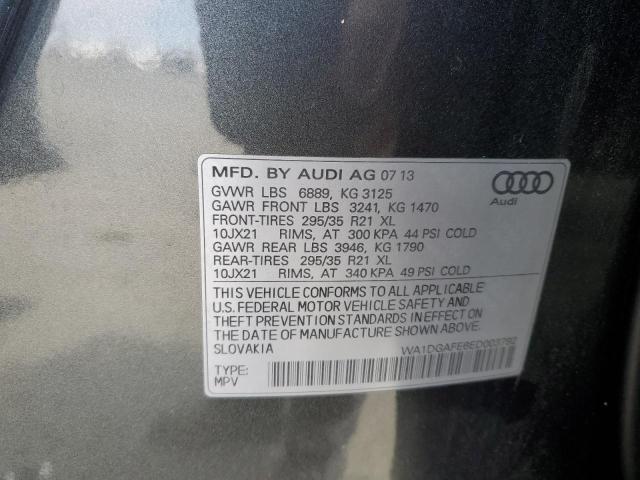 MFD. BY AUDI AG 07 13
GVWR LBS 6889, KG 3125
GAWR FRONT LBS 3241, KG 1470
FRONT-TIRES 295/35 R21 XL
10JX21 RIMS, AT 300 KPA 44 PSI COLD
GAWR REAR LBS 3946, KG 1790
REAR-TIRES 295/35 R21 XL
10JX21 RIMS, AT 340 KPA 49 PSI COLD
Audi
THIS VEHICLE CONFORMS TO ALL APPLICABLE
U.S. FEDERAL MOTOR VEHICLE SAFETY AND
THEFT PREVENTION STANDARDS IN EFFECT ON
THE DATE OF MANUFACTURE SHOWN ABOVE.
SLOVAKIA
TYPE:
MPV